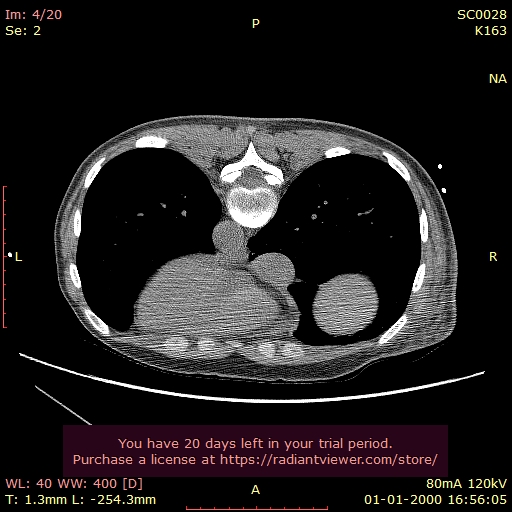 Im: 4/20
Se: 2
P
SC0028
K163
NA
L
R
You have 20 days left in your trial period.
Purchase a license at https://radiantviewer.com/store/
WL: 40 WW: 400 [D]
T: 1.3mm L: -254.3mm
A
80mA 120kV
01-01-2000 16:56:05